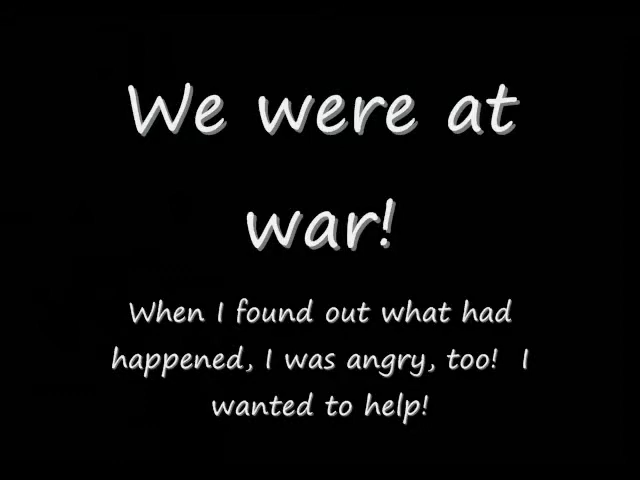 We were at
war!
When I found out what had
happened, I was angry, too!  I
wanted to help!